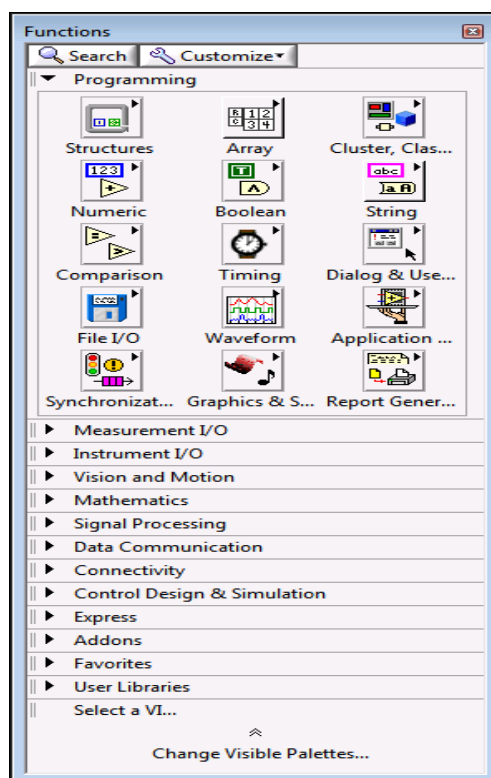 Functions
Search Customize
Programming
Structures Array Cluster, Clas...
123 abc
Numeric Boolean String
Comparison Timing Dialog & Use...
File I/O Waveform Application ...
Synchronizat... Graphics & S... Report Gener...
Measurement I/O
Instrument I/O
Vision and Motion
Mathematics
Signal Processing
Data Communication
Connectivity
Control Design & Simulation
Express
Addons
Favorites
User Libraries
Select a VI...
Change Visible Palettes...